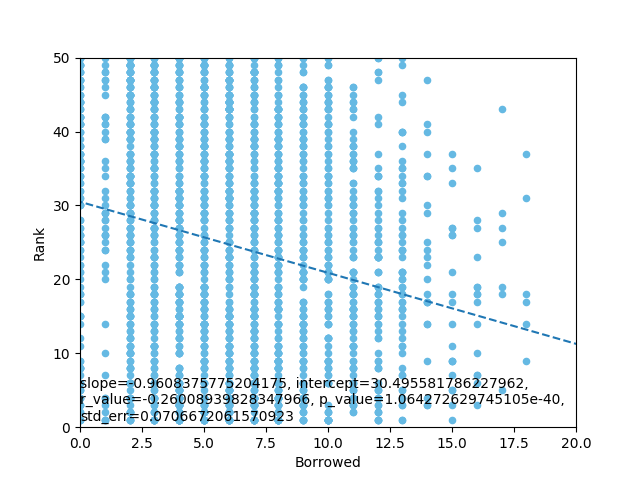 50
40
30
20
10
0
Rank
slope=-0.9608375775204175, intercept=30.495581786227962,
r_value=-0.26008939828347966, p_value=1.064272629745105e-40,
std_err=0.0706672061570923
0.0 2.5 5.0 7.5 10.0 12.5 15.0 17.5 20.0
Borrowed